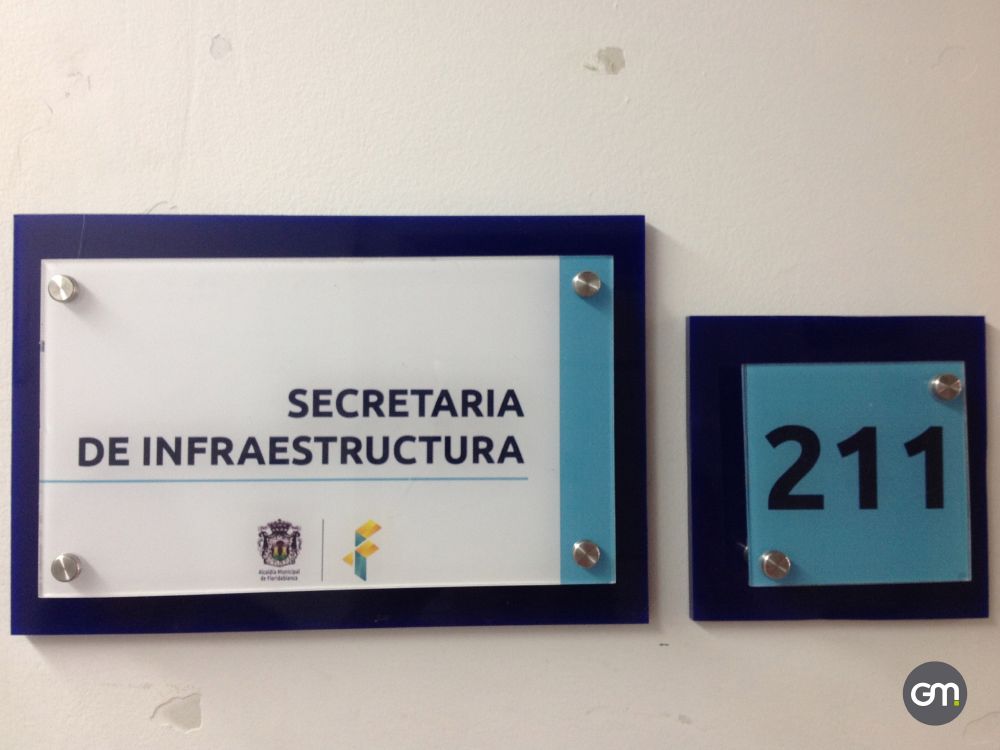 SECRETARIA
DE INFRAESTRUCTURA
Alcaldía Municipal
de Floridablanca
211
GM.